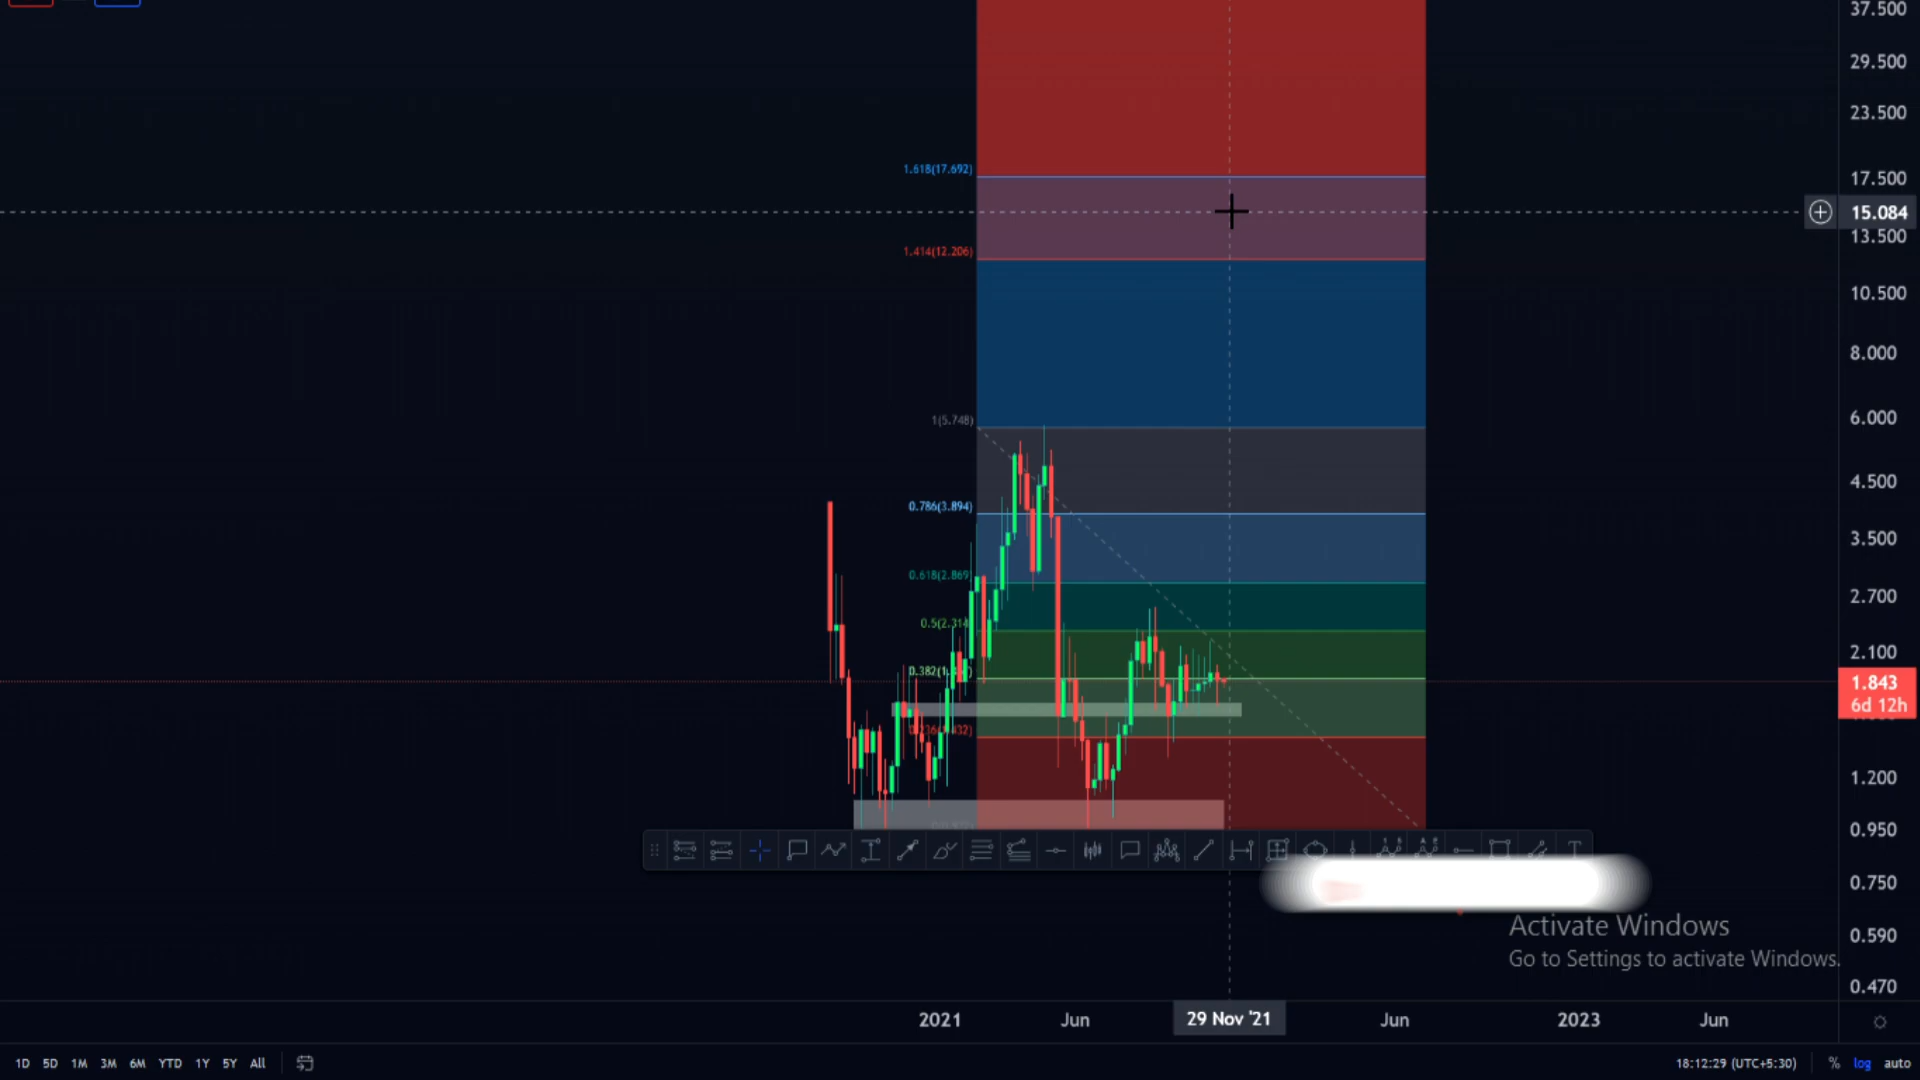 37.500
29.500
23.500
1.618(17.692)
17.500
15.084
13.500
1.414(12.206)
10.500
8.000
1(5.748)
6.000
4.500
0.786(3.894)
3.500
0.618(2.869)
2.700
0.5(2.314)
2.100
1.843
6d 12h
1.200
0.950
0.750
Activate Windows
0.590
Go to Settings to activate Windows.
0.470
2021
Jun
29 Nov '21
Jun
2023
Jun
1D 5D 1M 3M 6M YTD 1Y 5Y All
18:12:29 (UTC+5:30)
% log auto